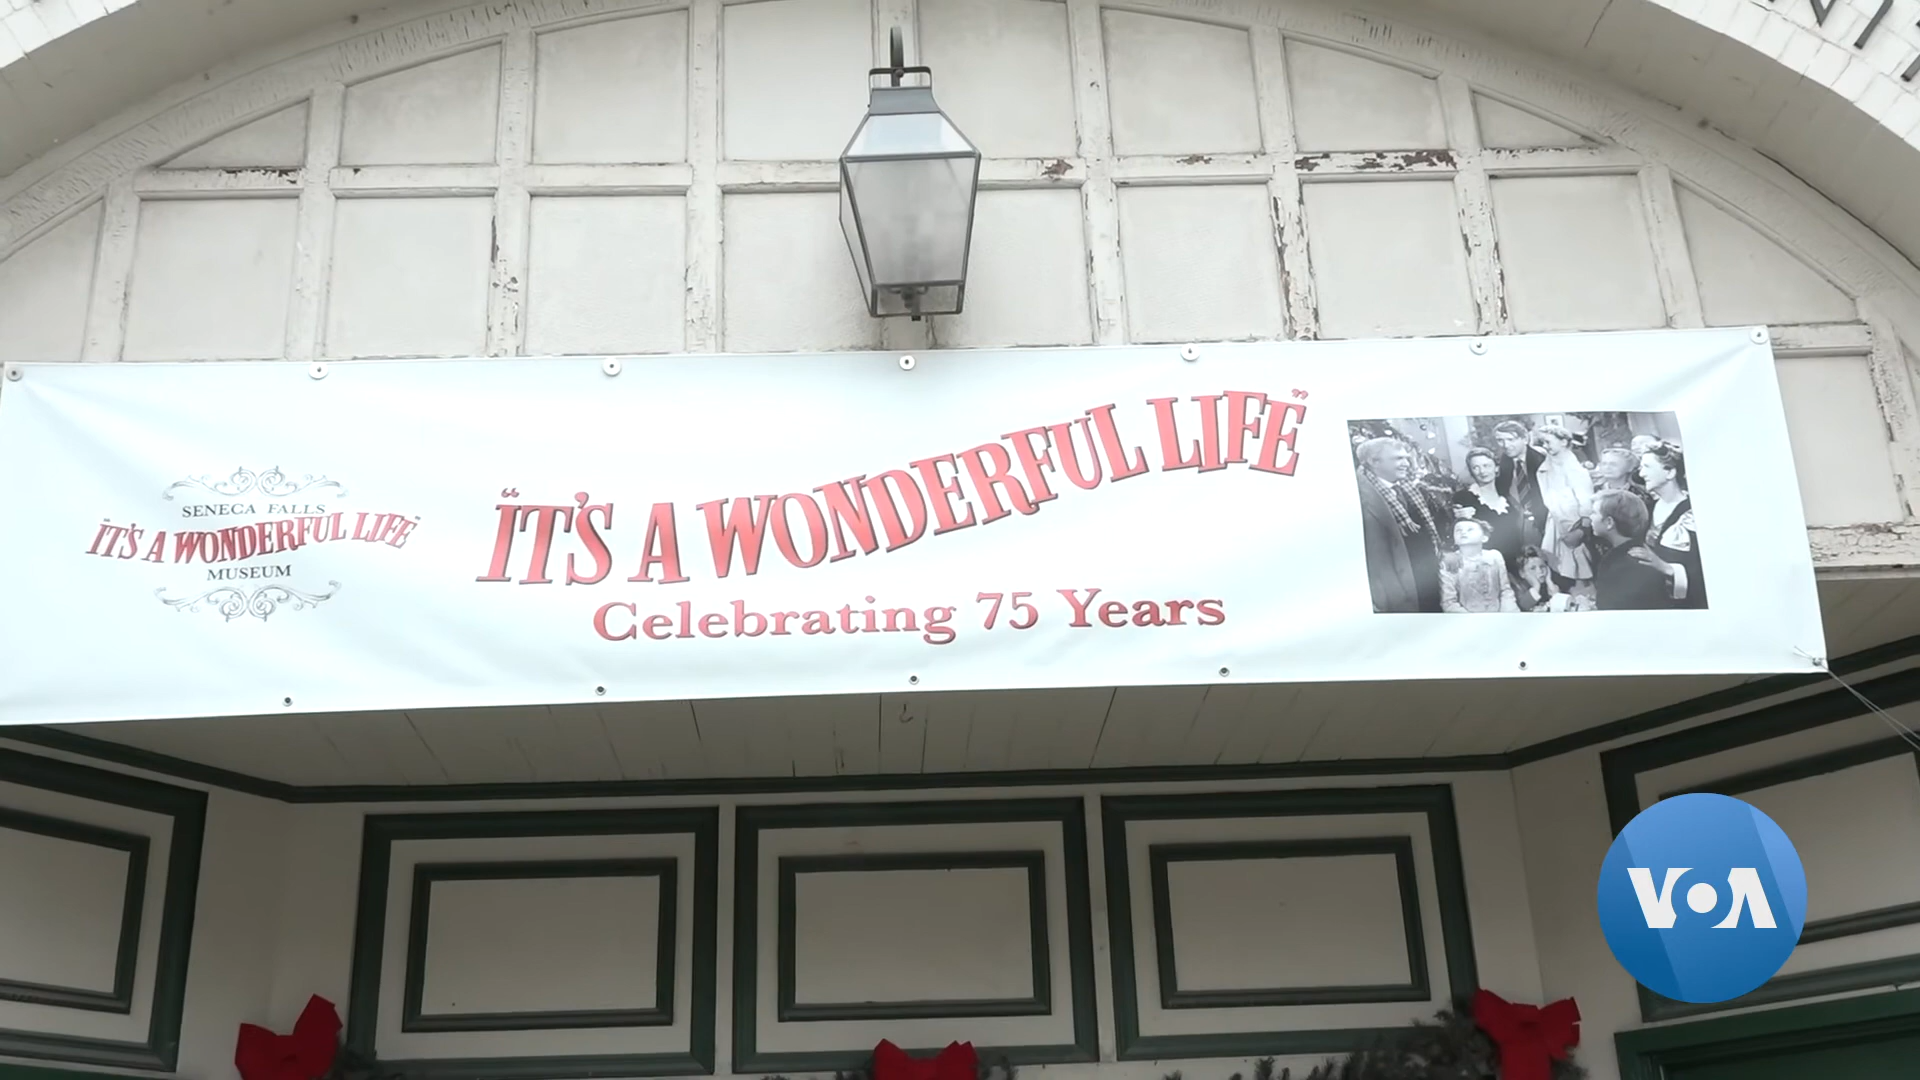 SENECA FALLS
"IT'S A WONDERFUL LIFE"
MUSEUM
"IT'S A WONDERFUL LIFE"
Celebrating 75 Years
VOA